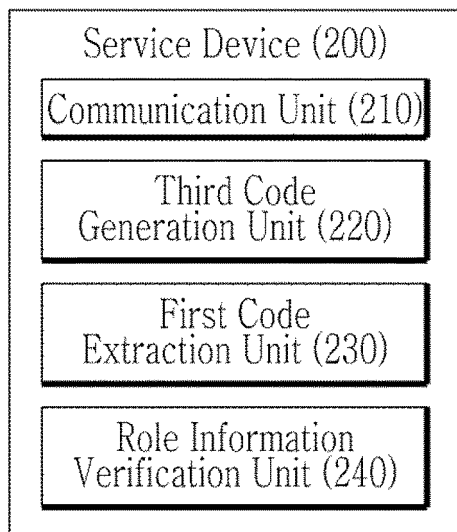 Service Device (200)
Communication Unit (210)
Third Code
Generation Unit (220)
First Code
Extraction Unit (230)
Role Information
Verification Unit (240)